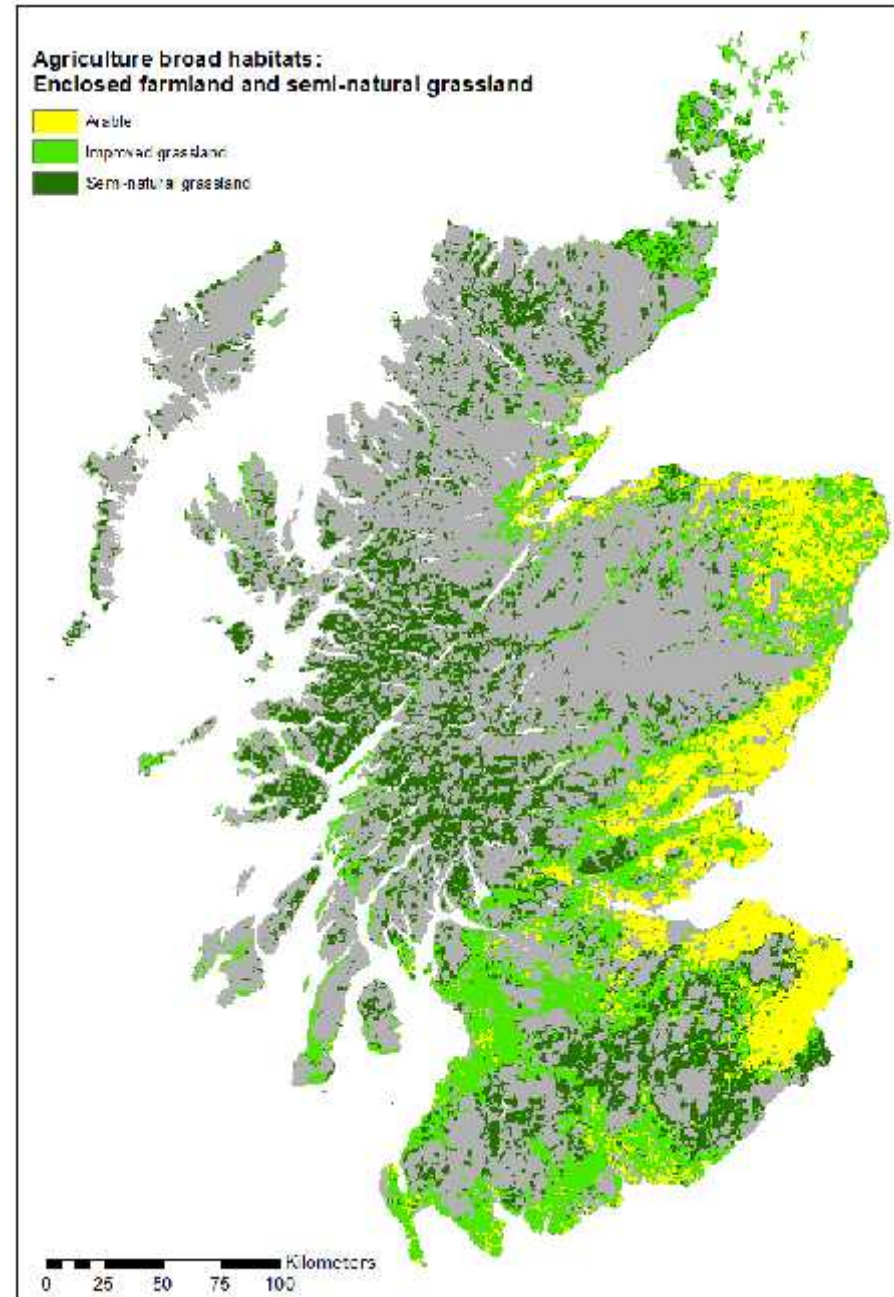 Agriculture broad habitats:
Enclosed farmland and semi-natural grassland
Arable
Improved grassland
Semi-natural grassland
Kilometers
0 25 50 75 100